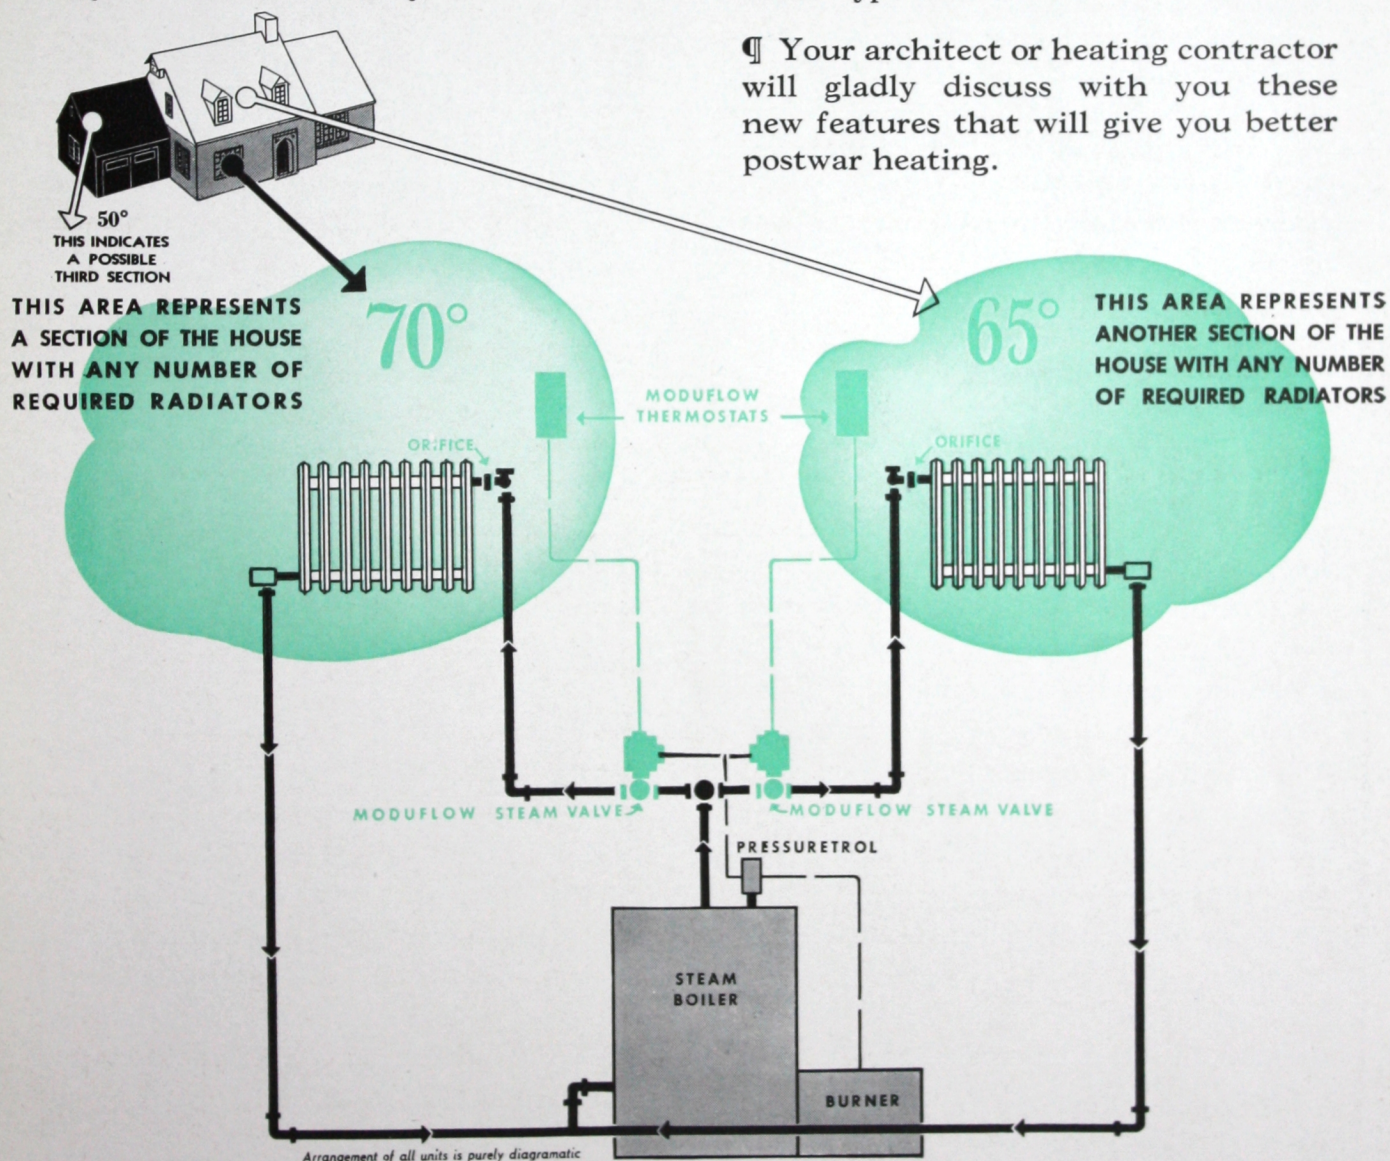 ¶ Your architect or heating contractor
will gladly discuss with you these
new features that will give you better
postwar heating.
50°
THIS INDICATES
A POSSIBLE
THIRD SECTION
THIS AREA REPRESENTS
A SECTION OF THE HOUSE
WITH ANY NUMBER OF
REQUIRED RADIATORS
70°
65°
THIS AREA REPRESENTS
ANOTHER SECTION OF THE
HOUSE WITH ANY NUMBER
OF REQUIRED RADIATORS
MODUFLOW
THERMOSTATS
ORIFICE
ORIFICE
MODUFLOW STEAM VALVE
MODUFLOW STEAM VALVE
PRESSURETROL
STEAM
BOILER
BURNER
Arrangement of all units is purely diagramatic